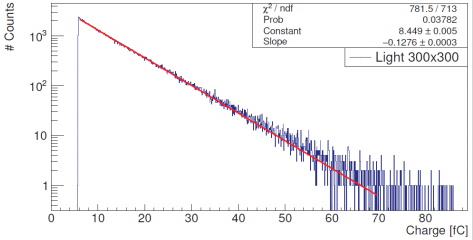 # Counts
χ² / ndf 781.5 / 713
Prob 0.03782
Constant 8.449 ± 0.005
Slope −0.1276 ± 0.0003
Light 300x300
10³
10²
10
1
0 10 20 30 40 50 60 70 80
Charge [fC]